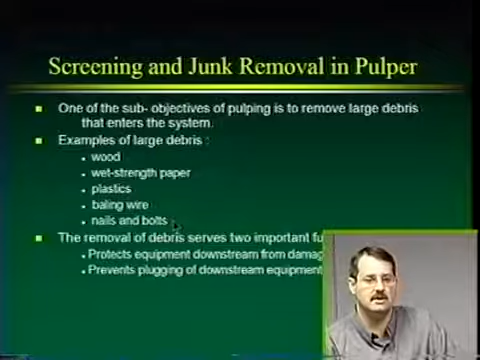 Screening and Junk Removal in Pulper
One of the sub- objectives of pulping is to remove large debris
that enters the system.
Examples of large debris :
wood
wet-strength paper
plastics
baling wire
nails and bolts
The removal of debris serves two important
Protects equipment downstream from
Prevents plugging of downstream equipment